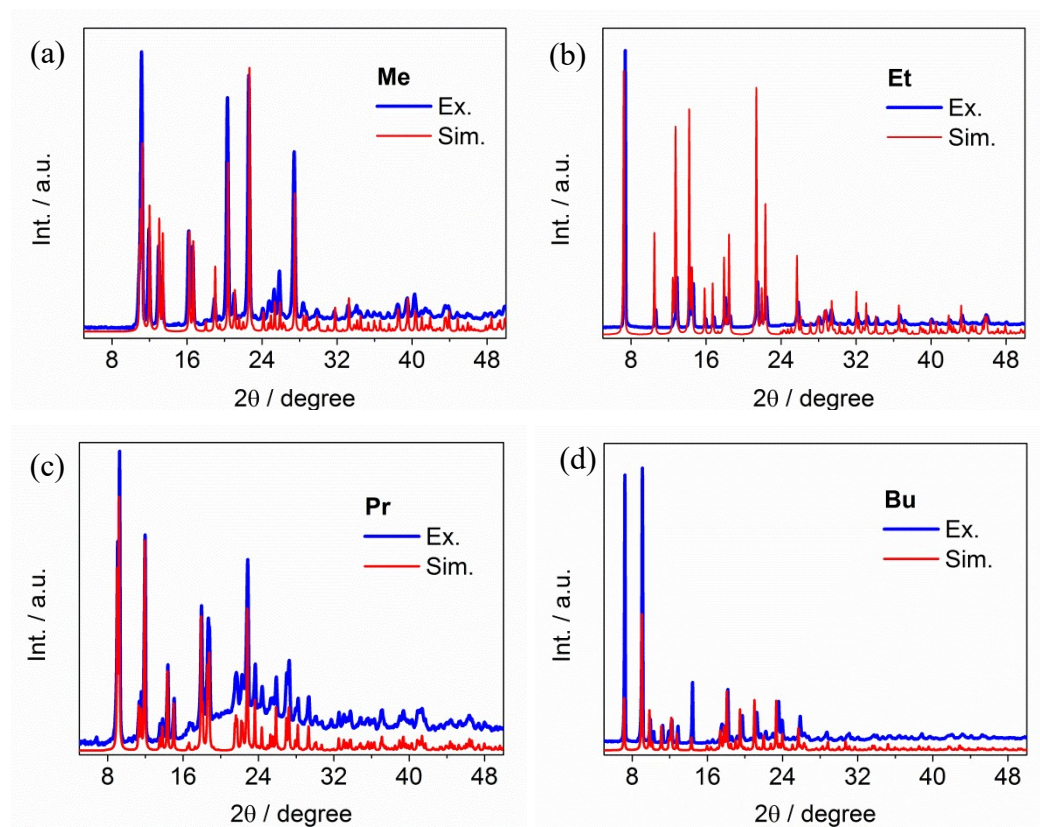 (a)
Me
Ex.
Sim.
Int. / a.u.
8 16 24 32 40 48
2θ / degree
(b)
Et
Ex.
Sim.
Int. / a.u.
8 16 24 32 40 48
2θ / degree
(c)
Pr
Ex.
Sim.
Int. / a.u.
8 16 24 32 40 48
2θ / degree
(d)
Bu
Ex.
Sim.
Int. / a.u.
8 16 24 32 40 48
2θ / degree